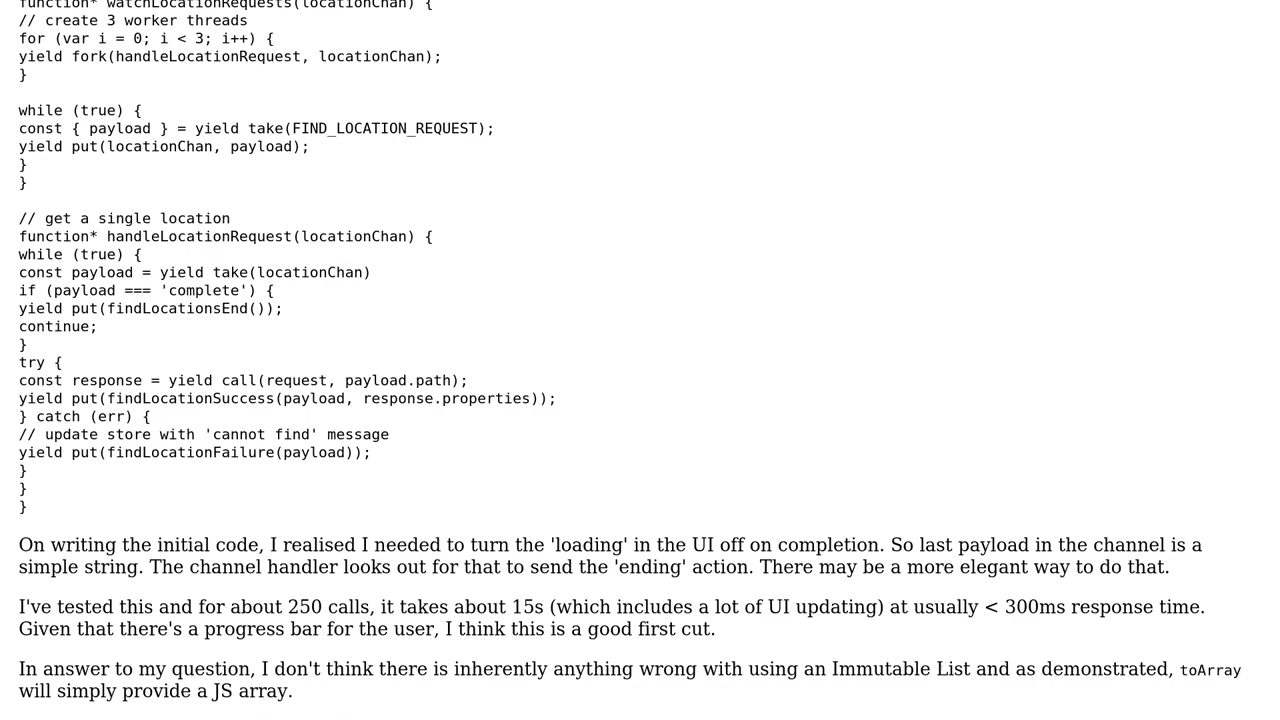 function* watchLocationRequests(locationChan) {
// create 3 worker threads
for (var i = 0; i < 3; i++) {
yield fork(handleLocationRequest, locationChan);
}
while (true) {
const { payload } = yield take(FIND_LOCATION_REQUEST);
yield put(locationChan, payload);
}
}
// get a single location
function* handleLocationRequest(locationChan) {
while (true) {
const payload = yield take(locationChan)
if (payload === 'complete') {
yield put(findLocationsEnd());
continue;
}
try {
const response = yield call(request, payload.path);
yield put(findLocationSuccess(payload, response.properties));
} catch (err) {
// update store with 'cannot find' message
yield put(findLocationFailure(payload));
}
}
}
On writing the initial code, I realised I needed to turn the 'loading' in the UI off on completion. So last payload in the channel is a
simple string. The channel handler looks out for that to send the 'ending' action. There may be a more elegant way to do that.
I've tested this and for about 250 calls, it takes about 15s (which includes a lot of UI updating) at usually < 300ms response time.
Given that there's a progress bar for the user, I think this is a good first cut.
In answer to my question, I don't think there is inherently anything wrong with using an Immutable List and as demonstrated, toArray
will simply provide a JS array.